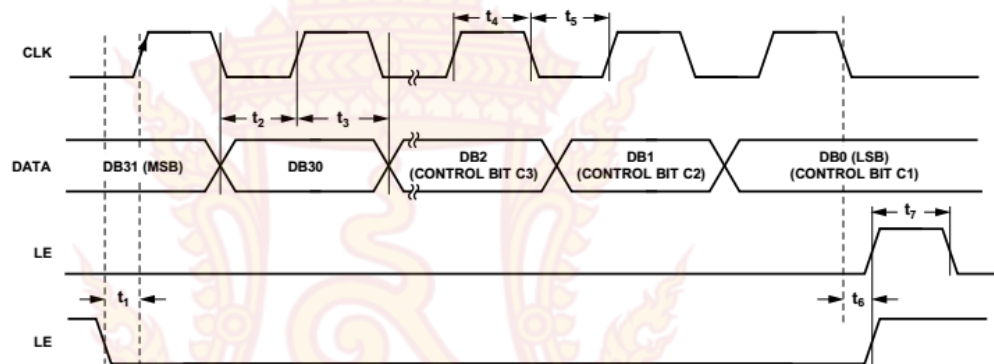 CLK
t4
t5
t2
t3
DATA
DB31 (MSB)
DB30
DB2
(CONTROL BIT C3)
DB1
(CONTROL BIT C2)
DB0 (LSB)
(CONTROL BIT C1)
t7
LE
t1
t6
LE